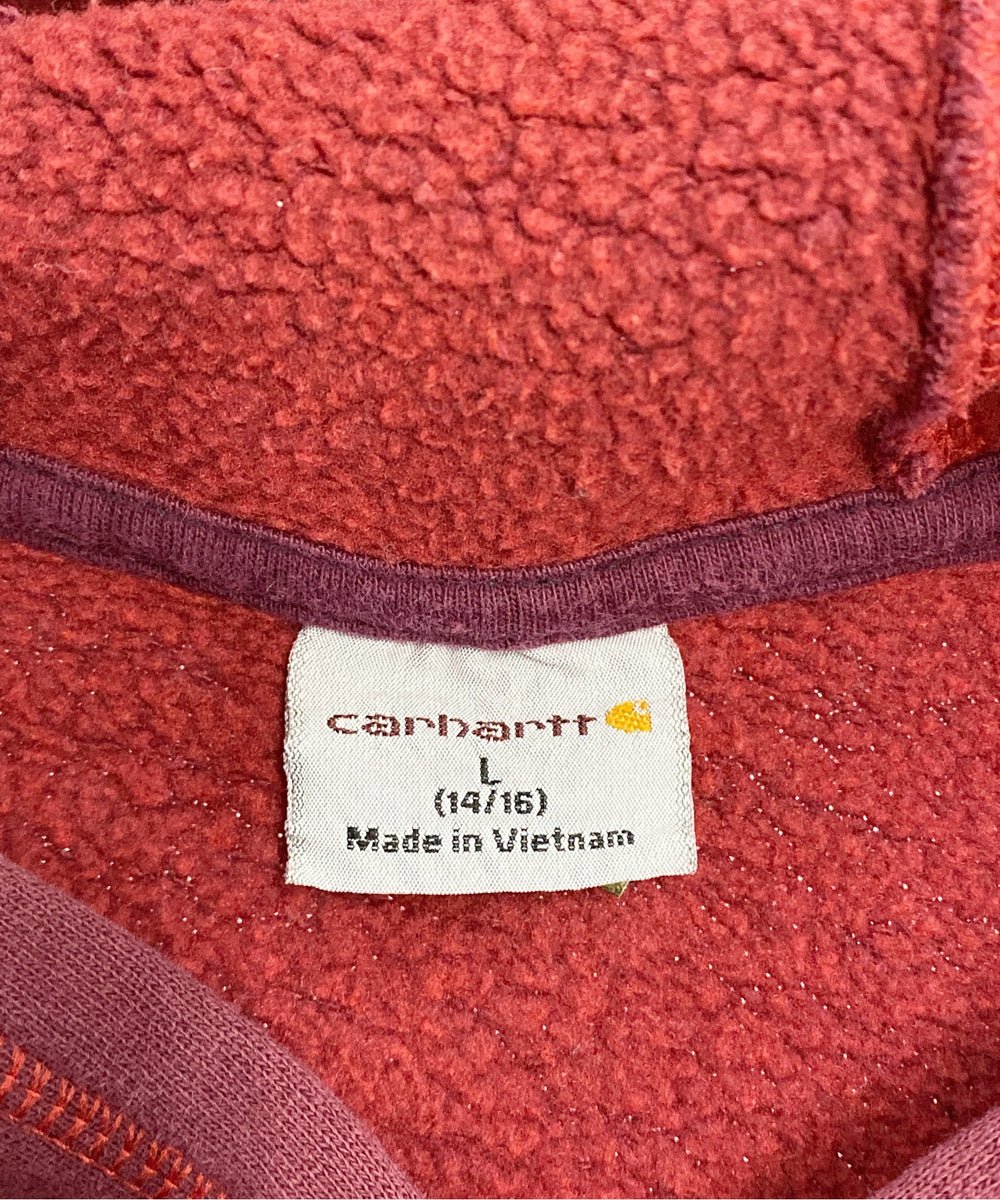 carhartt
L
(14/16)
Made in Vietnam